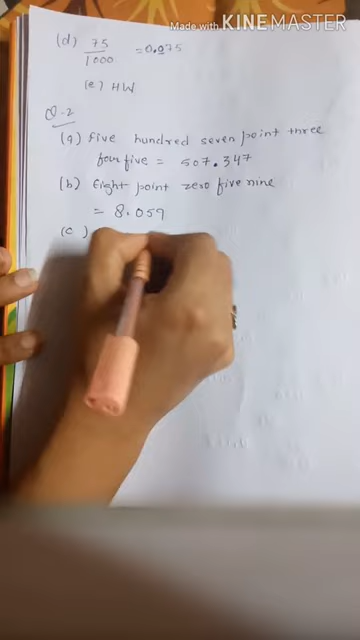 Made with KINEMASTER
(d) 75/1000 = 0.075
(e) HW
Q-2
(a) Five hundred seven point three
four five = 507.347
(b) Eight point zero five nine
= 8.059
(c)